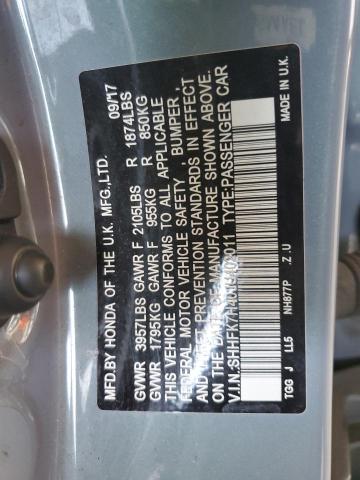 MFD.BY HONDA OF THE U.K. MFG.,LTD. 09/17
GVWR 3957LBS GAWR F 2105LBS R 1874LBS
GVWR 1795KG GAWR F 955KG R 850KG
THIS VEHICLE CONFORMS TO ALL APPLICABLE
FEDERAL MOTOR VEHICLE SAFETY , BUMPER ,
AND THEFT PREVENTION STANDARDS IN EFFECT
ON THE DATE OF MANUFACTURE SHOWN ABOVE.
V.I.N. TYPE:PASSENGER CAR
NH877P .Z .U MADE IN U.K.
TGG J LL5